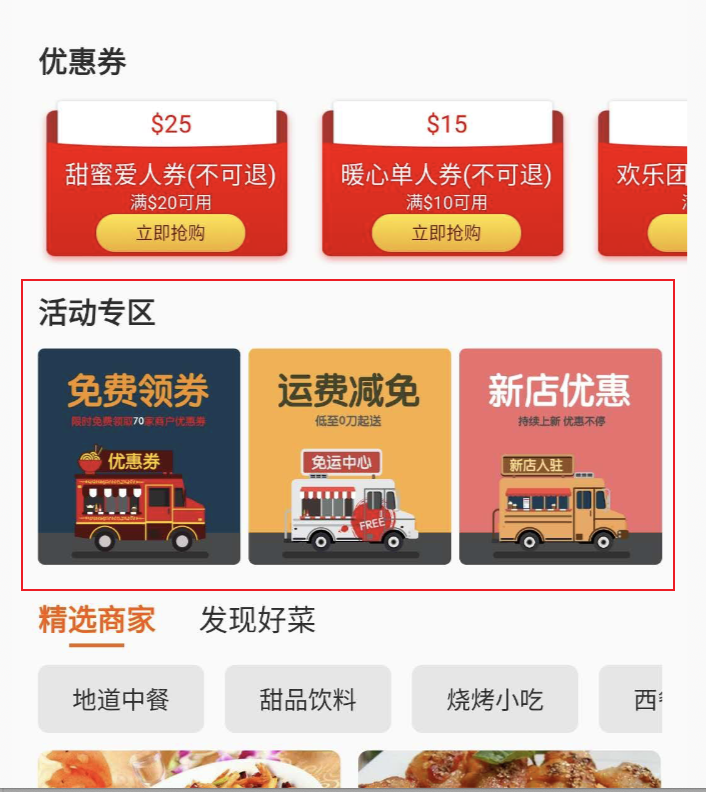 优惠券
$25
甜蜜爱人券(不可退)
满$20可用
立即抢购
$15
暖心单人券(不可退)
满$10可用
立即抢购
欢乐团
活动专区
免费领券
限时免费领取70家商户优惠券
优惠券
运费减免
低至0刀起送
免运中心
FREE
新店优惠
持续上新 优惠不停
新店入驻
精选商家 发现好菜
地道中餐 甜品饮料 烧烤小吃 西